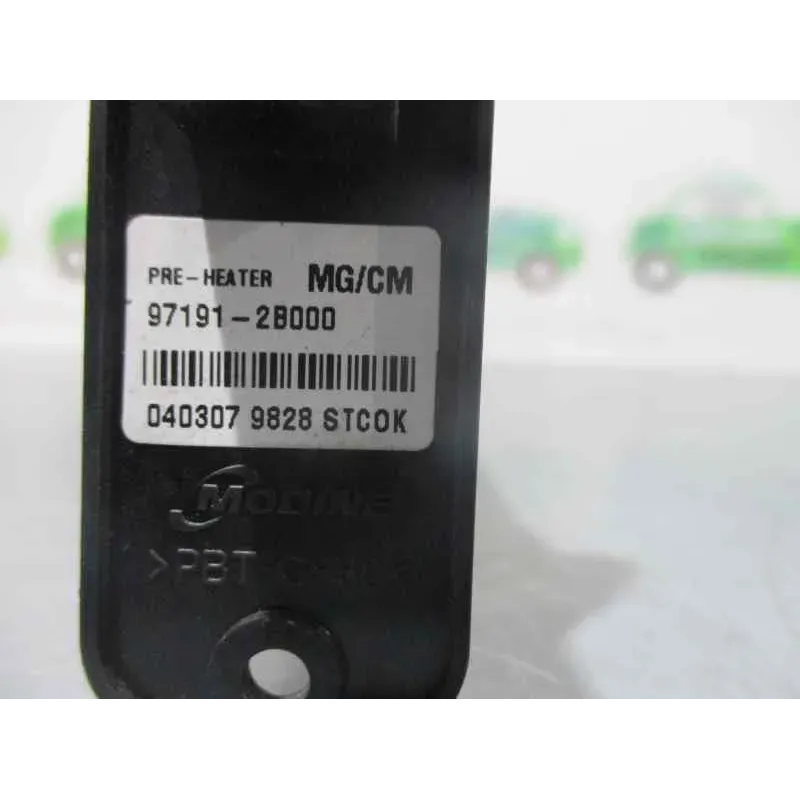 PRE-HEATER MG/CM
97191-2B000
040307 9828 STCOK
MODINE
>PBT